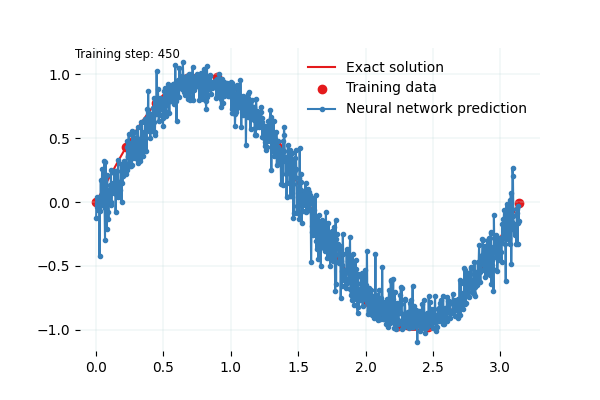 Training step: 450
Exact solution
Training data
Neural network prediction
1.0
0.5
0.0
−0.5
−1.0
0.0 0.5 1.0 1.5 2.0 2.5 3.0